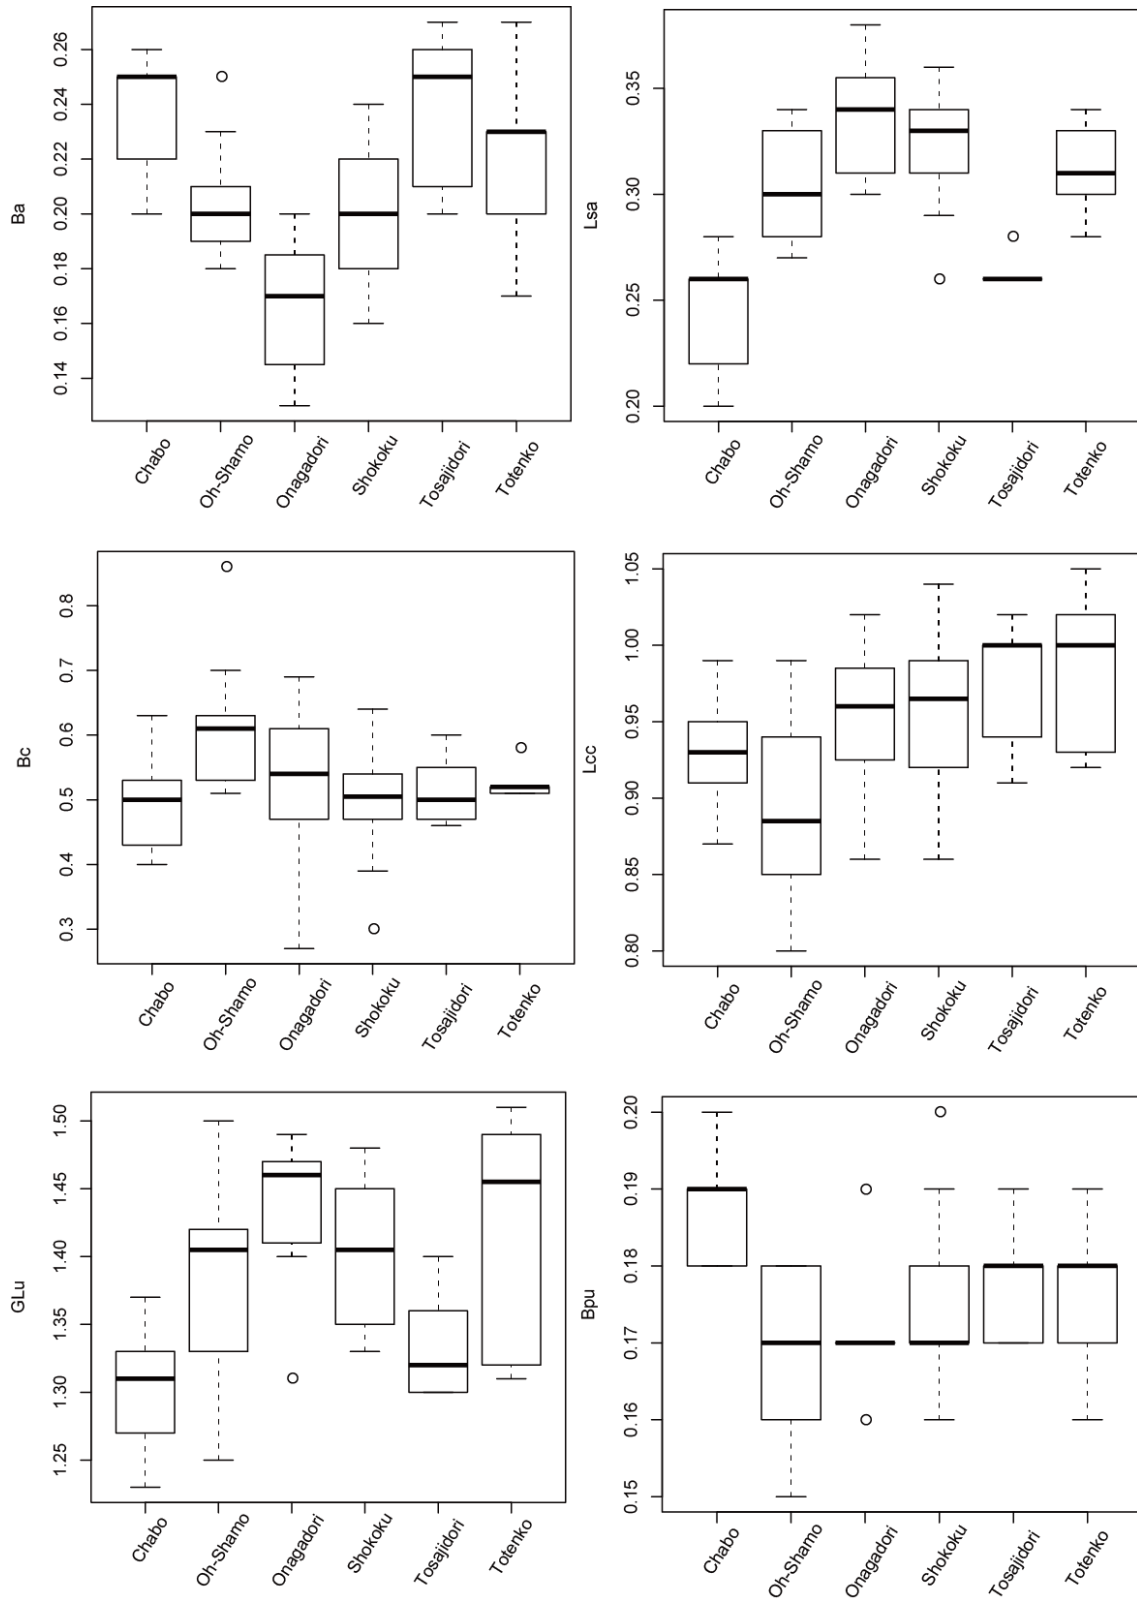 Ba
0.14 0.16 0.18 0.20 0.22 0.24 0.26
Chabo Oh-Shamo Onagadori Shokoku Tosajidori Totenko
Lsa
0.20 0.25 0.30 0.35
Chabo Oh-Shamo Onagadori Shokoku Tosajidori Totenko
Bc
0.3 0.4 0.5 0.6 0.7 0.8
Chabo Oh-Shamo Onagadori Shokoku Tosajidori Totenko
Lcc
0.80 0.85 0.90 0.95 1.00 1.05
Chabo Oh-Shamo Onagadori Shokoku Tosajidori Totenko
GLu
1.25 1.30 1.35 1.40 1.45 1.50
Chabo Oh-Shamo Onagadori Shokoku Tosajidori Totenko
Bpu
0.15 0.16 0.17 0.18 0.19 0.20
Chabo Oh-Shamo Onagadori Shokoku Tosajidori Totenko